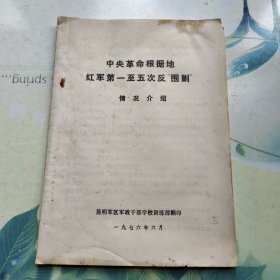 中央革命根据地
红军第一至五次反“围剿”
情况介绍
昆明军区军政干部学校训练部翻印
一九七六年六月
spring